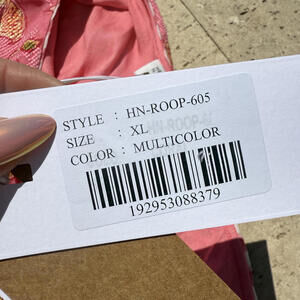 STYLE : HN-ROOP-605
SIZE : XL
COLOR : MULTICOLOR
192953088379